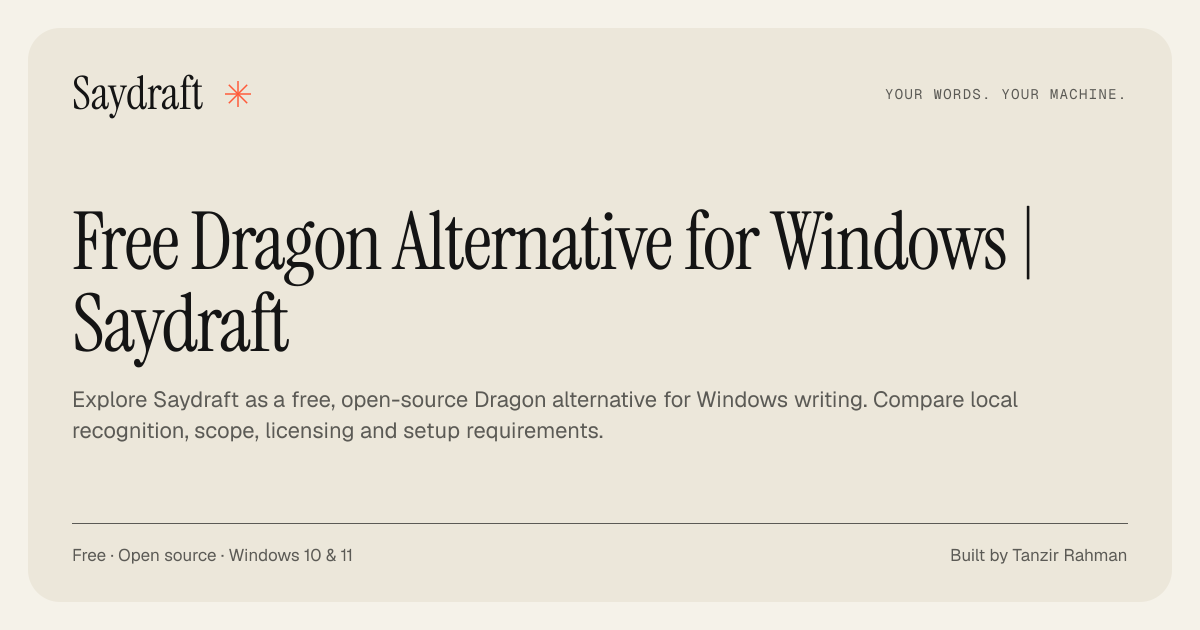 Saydraft
YOUR WORDS. YOUR MACHINE.
Free Dragon Alternative for Windows |
Saydraft
Explore Saydraft as a free, open-source Dragon alternative for Windows writing. Compare local
recognition, scope, licensing and setup requirements.
Free · Open source · Windows 10 & 11
Built by Tanzir Rahman